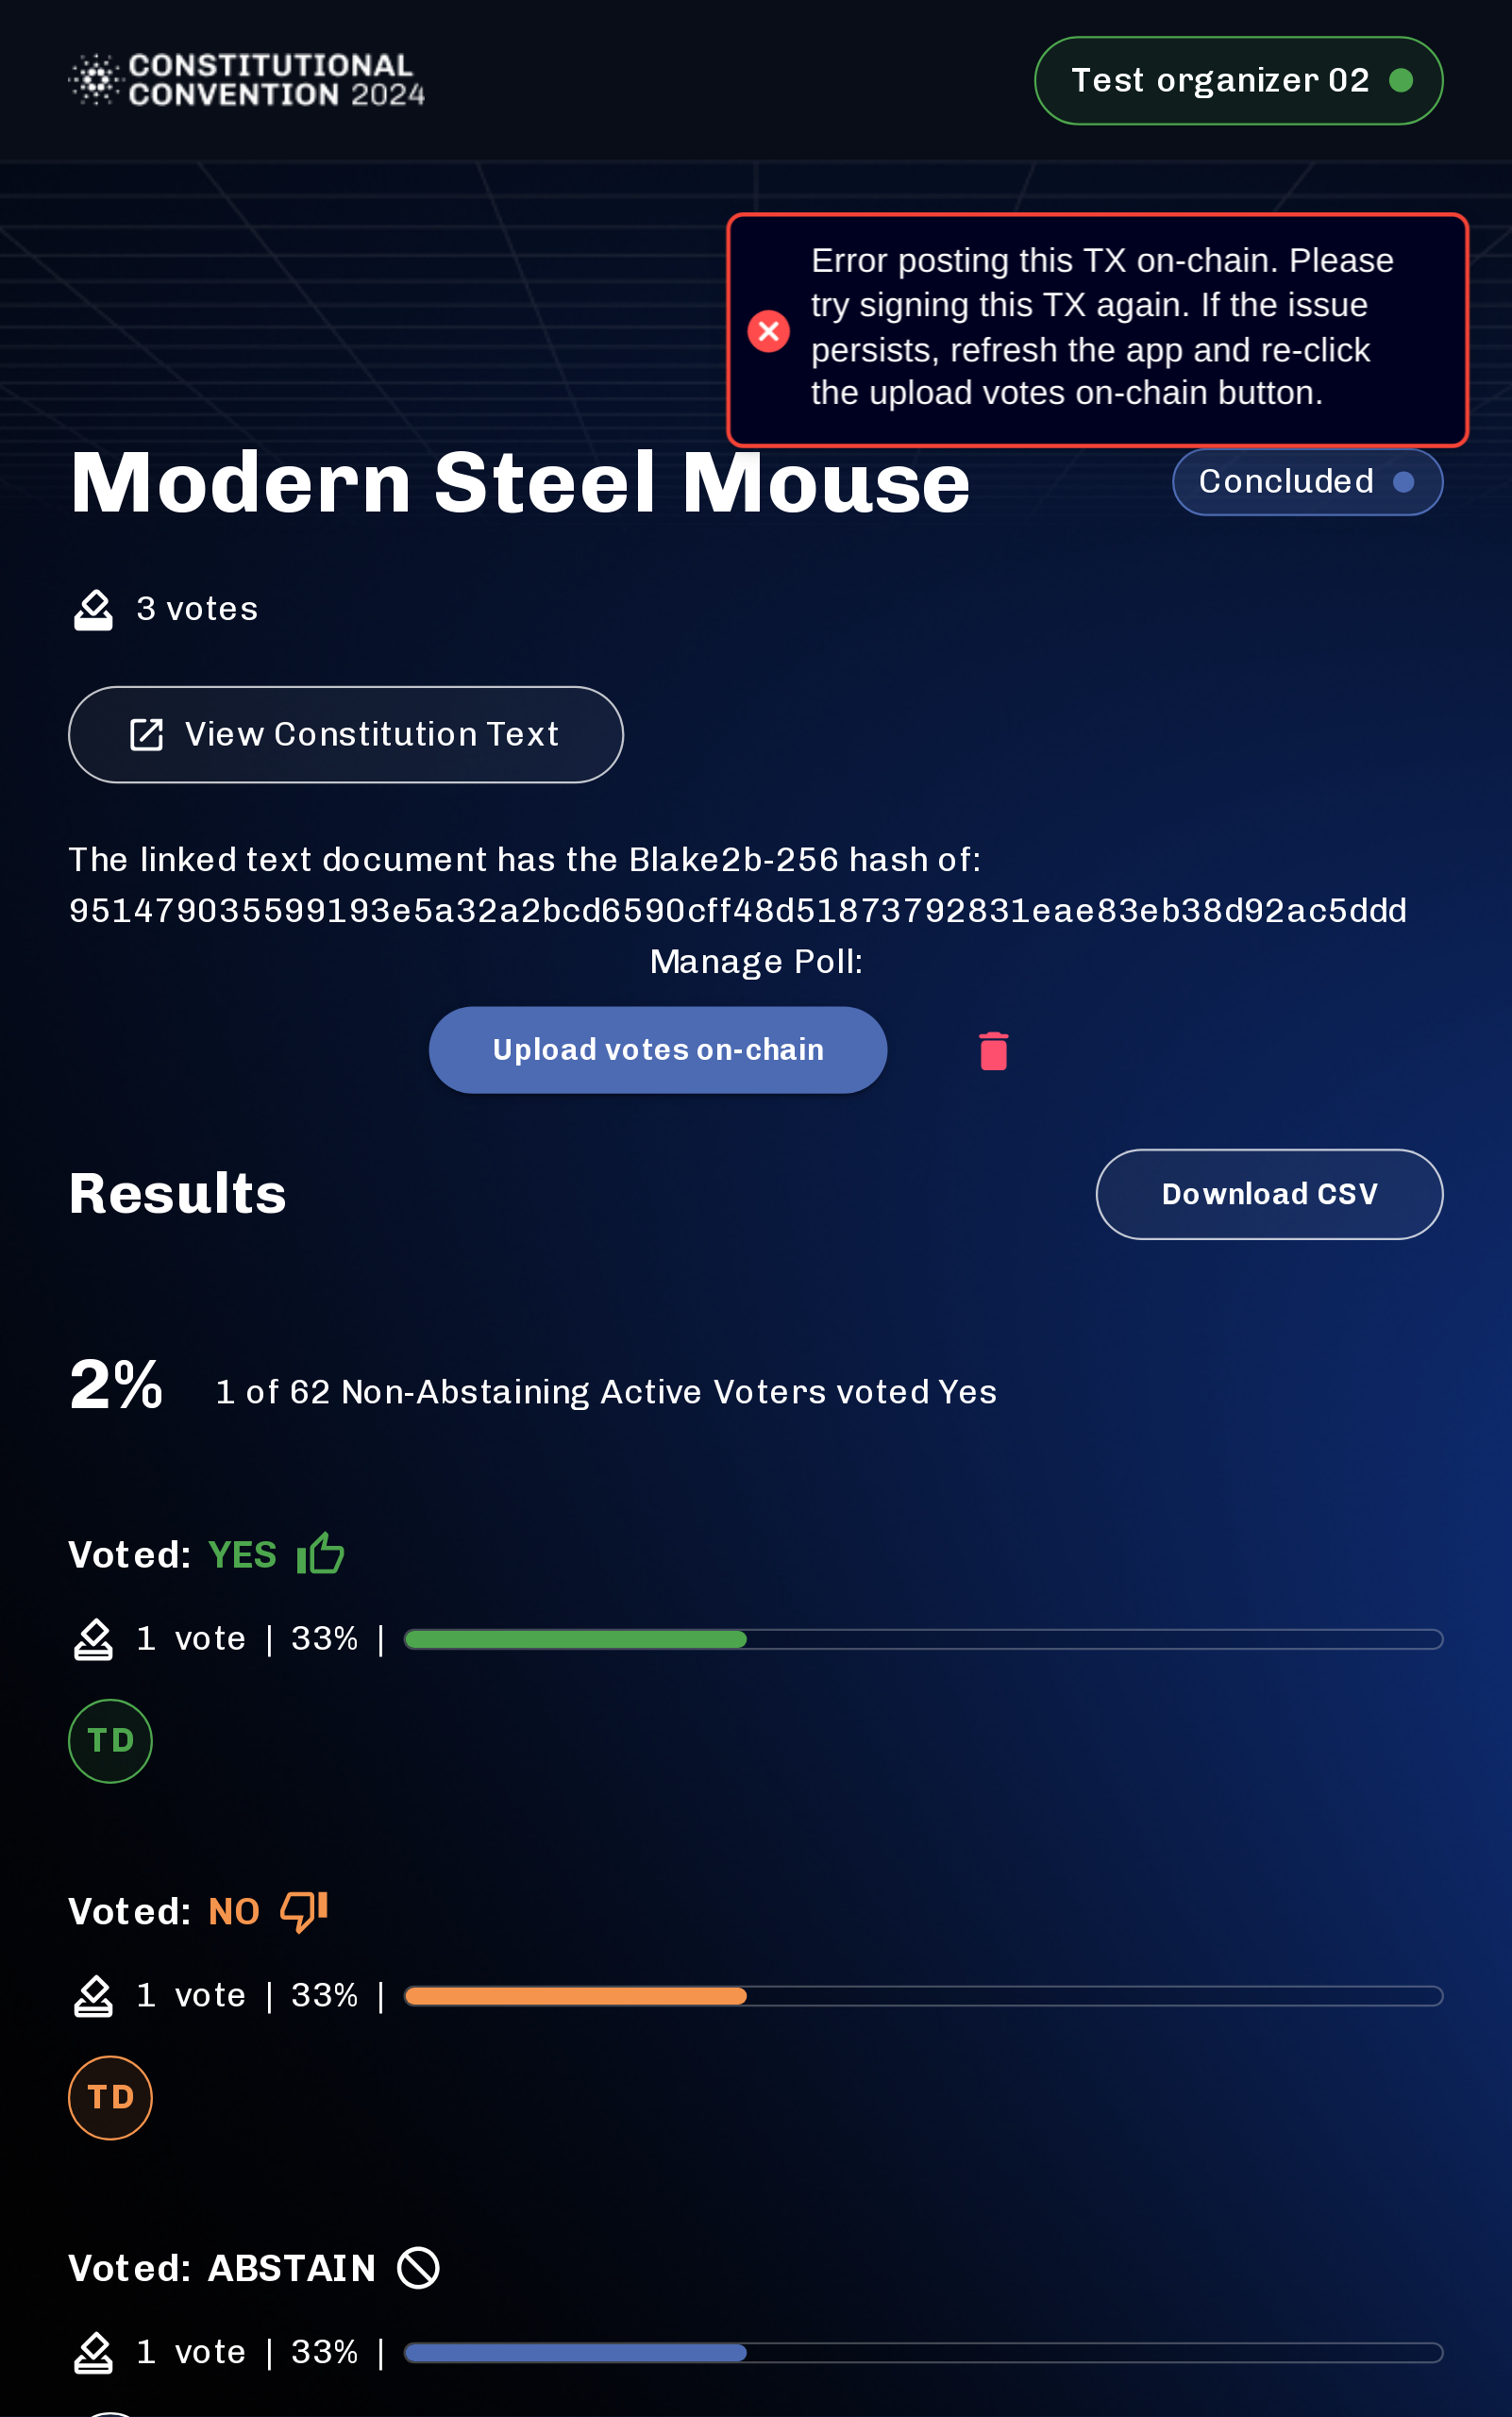 CONSTITUTIONAL
CONVENTION 2024
Test organizer 02
Error posting this TX on-chain. Please
try signing this TX again. If the issue
persists, refresh the app and re-click
the upload votes on-chain button.
Modern Steel Mouse
Concluded
3 votes
View Constitution Text
The linked text document has the Blake2b-256 hash of:
951479035599193e5a32a2bcd6590cff48d51873792831eae83eb38d92ac5ddd
Manage Poll:
Upload votes on-chain
Results
Download CSV
2%
1 of 62 Non-Abstaining Active Voters voted Yes
Voted: YES
1 vote | 33% |
TD
Voted: NO
1 vote | 33% |
TD
Voted: ABSTAIN
1 vote | 33% |